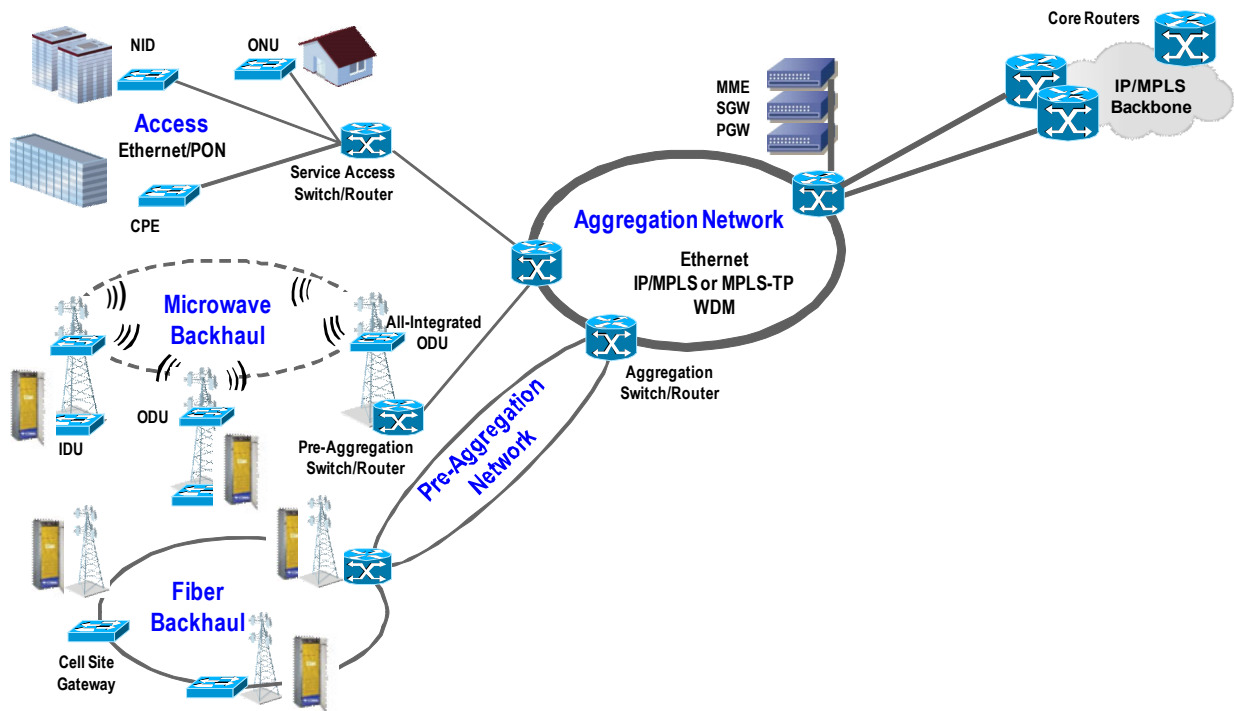 Core Routers
NID
ONU
MME
SGW
PGW
IP/MPLS
Backbone
Access
Ethernet/PON
Service Access
Switch/Router
CPE
Aggregation Network
Ethernet
IP/MPLS or MPLS-TP
WDM
Microwave
Backhaul
All-Integrated
ODU
Aggregation
Switch/Router
ODU
IDU
Pre-Aggregation
Switch/Router
Pre-Aggregation
Network
Fiber
Backhaul
Cell Site
Gateway